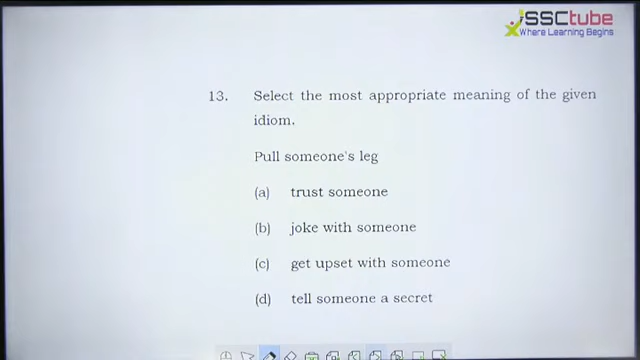 SSCtube
Where Learning Begins
13. Select the most appropriate meaning of the given
idiom.
Pull someone's leg
(a) trust someone
(b) joke with someone
(c) get upset with someone
(d) tell someone a secret